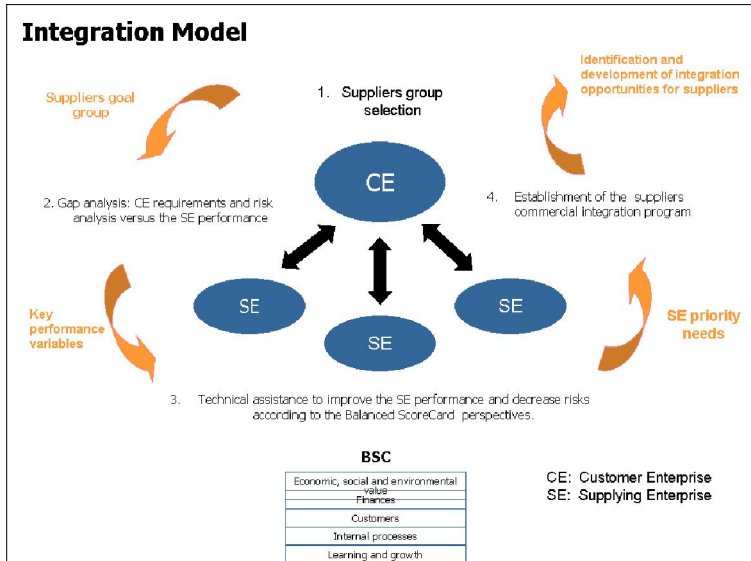 Integration Model
Suppliers goal
group
1. Suppliers group
selection
Identification and
development of integration
opportunities for suppliers
CE
2. Gap analysis: CE requirements and risk
analysis versus the SE performance
4. Establishment of the suppliers
commercial integration program
SE
SE
SE
Key
performance
variables
SE priority
needs
3. Technical assistance to improve the SE performance and decrease risks
according to the Balanced ScoreCard perspectives.
BSC
Economic, social and environmental
value
Finances
Customers
Internal processes
Learning and growth
CE: Customer Enterprise
SE: Supplying Enterprise